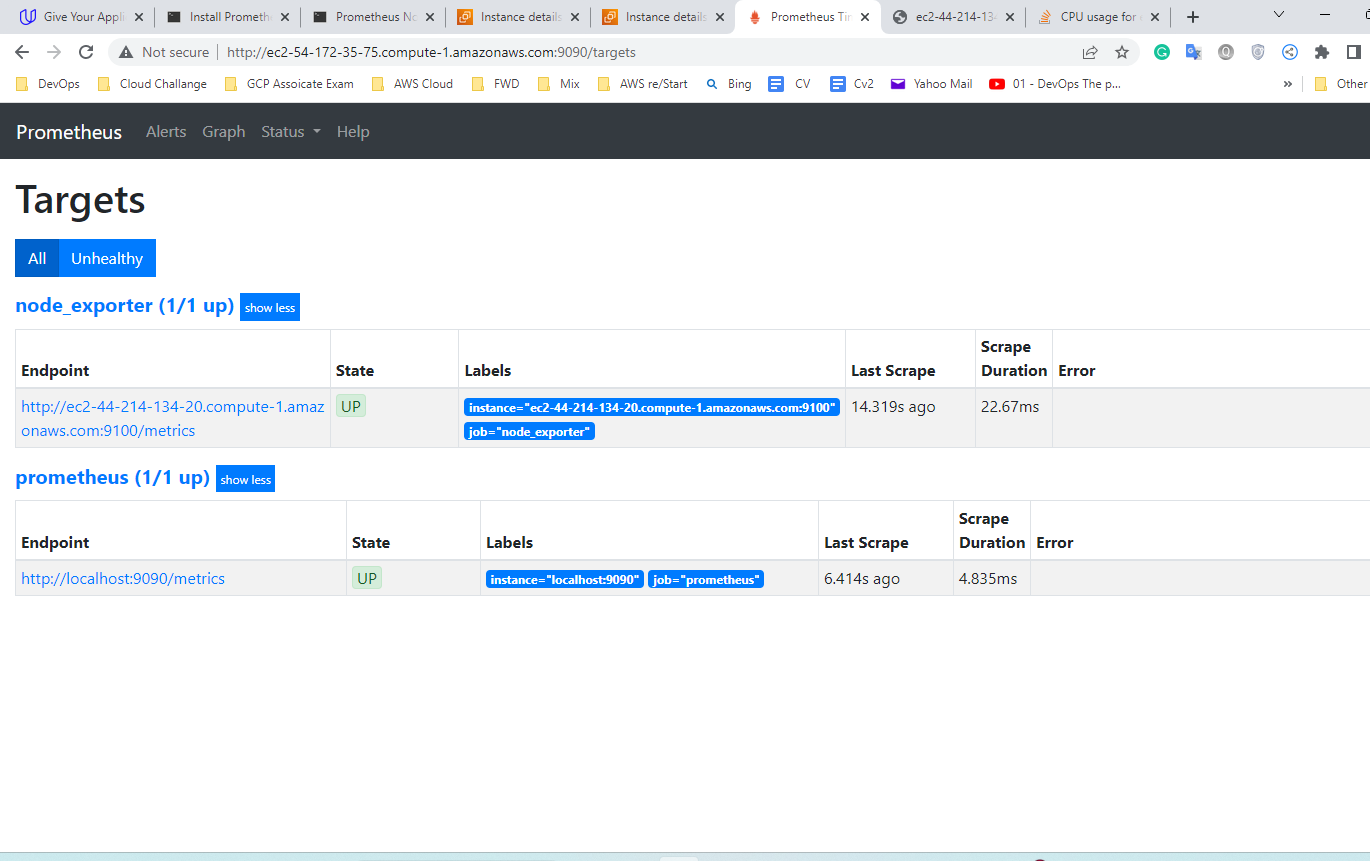 Give Your Appli
Install Prometh
Prometheus No
Instance details
Instance details
Prometheus Tim
ec2-44-214-134
CPU usage for
Not secure
http://ec2-54-172-35-75.compute-1.amazonaws.com:9090/targets
DevOps
Cloud Challange
GCP Assoicate Exam
AWS Cloud
FWD
Mix
AWS re/Start
Bing
CV
Cv2
Yahoo Mail
01 - DevOps The p...
»
Other
Prometheus Alerts Graph Status Help
Targets
All Unhealthy
node_exporter (1/1 up) show less
Endpoint State Labels Last Scrape Scrape Duration Error
http://ec2-44-214-134-20.compute-1.amaz
onaws.com:9100/metrics
UP
instance="ec2-44-214-134-20.compute-1.amazonaws.com:9100"
job="node_exporter"
14.319s ago
22.67ms
prometheus (1/1 up) show less
Endpoint State Labels Last Scrape Scrape Duration Error
http://localhost:9090/metrics
UP
instance="localhost:9090" job="prometheus"
6.414s ago
4.835ms